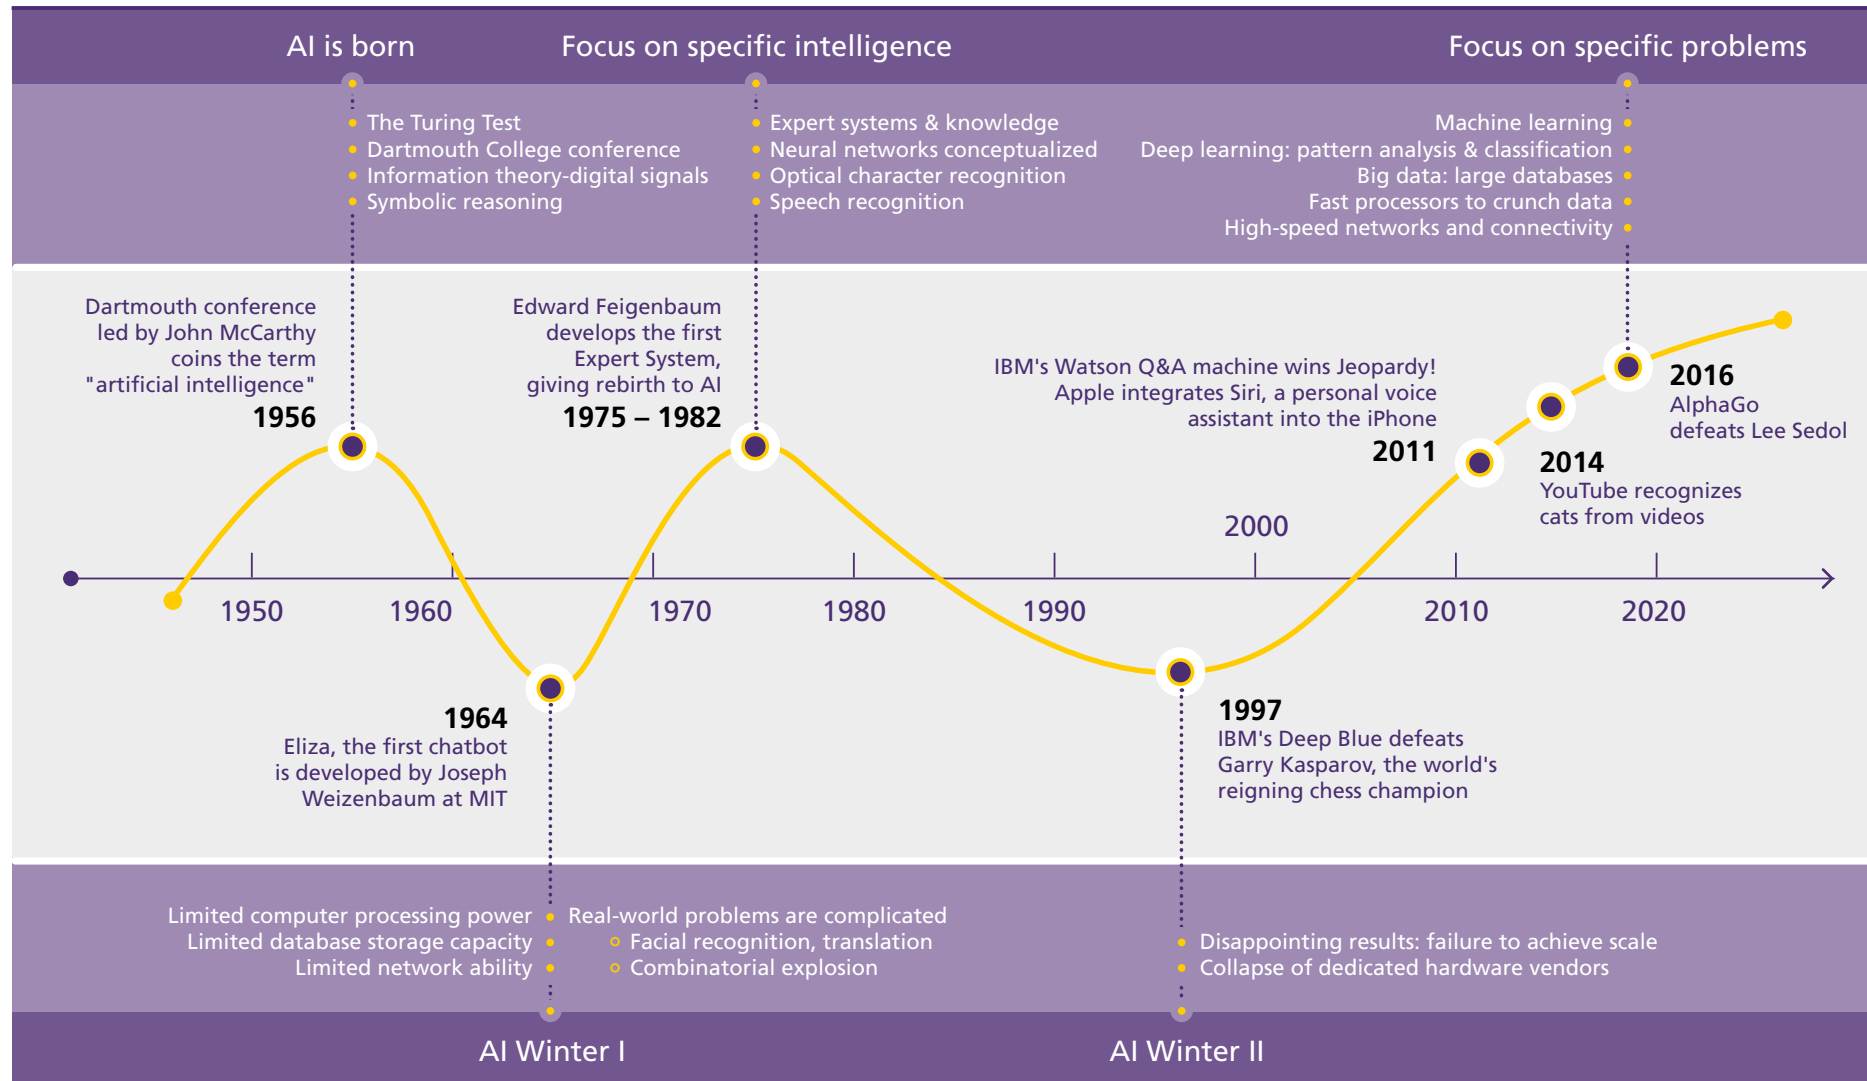 AI is born
Focus on specific intelligence
Focus on specific problems
The Turing Test
Dartmouth College conference
Information theory-digital signals
Symbolic reasoning
Expert systems & knowledge
Neural networks conceptualized
Optical character recognition
Speech recognition
Machine learning
Deep learning: pattern analysis & classification
Big data: large databases
Fast processors to crunch data
High-speed networks and connectivity
Dartmouth conference
led by John McCarthy
coins the term
"artificial intelligence"
1956
Edward Feigenbaum
develops the first
Expert System,
giving rebirth to AI
1975 – 1982
IBM's Watson Q&A machine wins Jeopardy!
Apple integrates Siri, a personal voice
assistant into the iPhone
2011
2014
YouTube recognizes
cats from videos
2016
AlphaGo
defeats Lee Sedol
1950
1960
1970
1980
1990
2000
2010
2020
1964
Eliza, the first chatbot
is developed by Joseph
Weizenbaum at MIT
1997
IBM's Deep Blue defeats
Garry Kasparov, the world's
reigning chess champion
Limited computer processing power
Limited database storage capacity
Limited network ability
Real-world problems are complicated
Facial recognition, translation
Combinatorial explosion
Disappointing results: failure to achieve scale
Collapse of dedicated hardware vendors
AI Winter I
AI Winter II